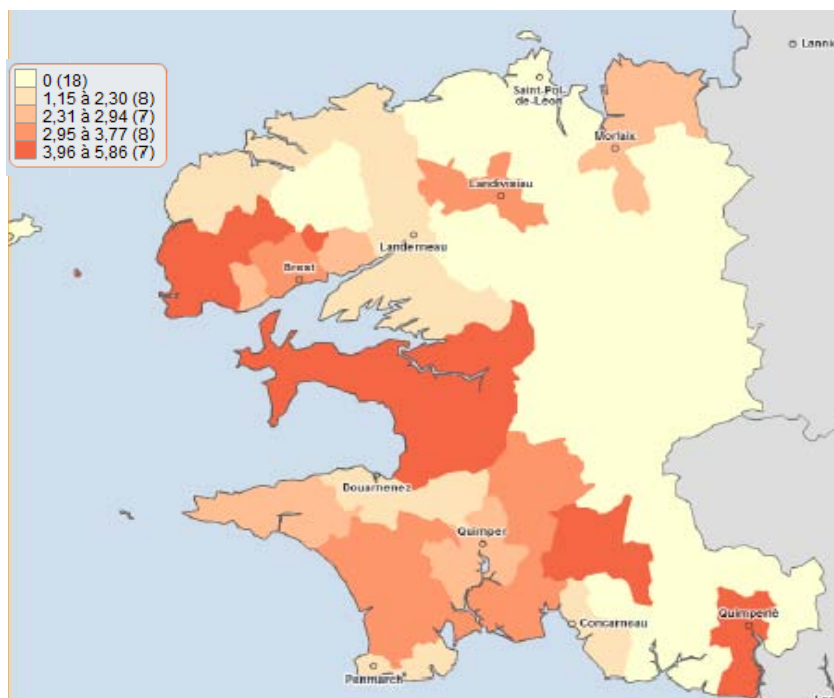 0 (18)
1,15 à 2,30 (8)
2,31 à 2,94 (7)
2,95 à 3,77 (8)
3,96 à 5,86 (7)
Saint-Pol-
de-Léon
Morlaix
Landivisiau
Landerneau
Brest
Douarnenez
Quimper
Concarneau
Quimperlé
Penmarch